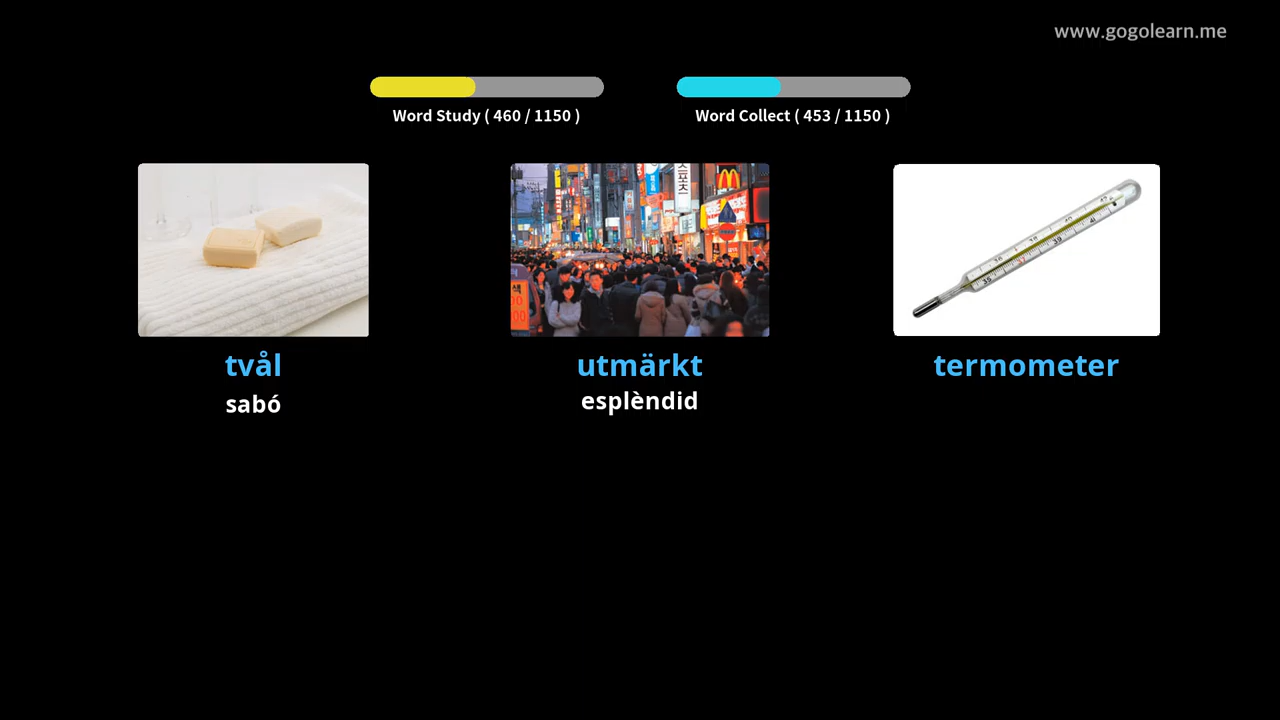 www.gogolearn.me
Word Study ( 460 / 1150 )
Word Collect ( 453 / 1150 )
tvål
utmärkt
termometer
sabó
esplèndid